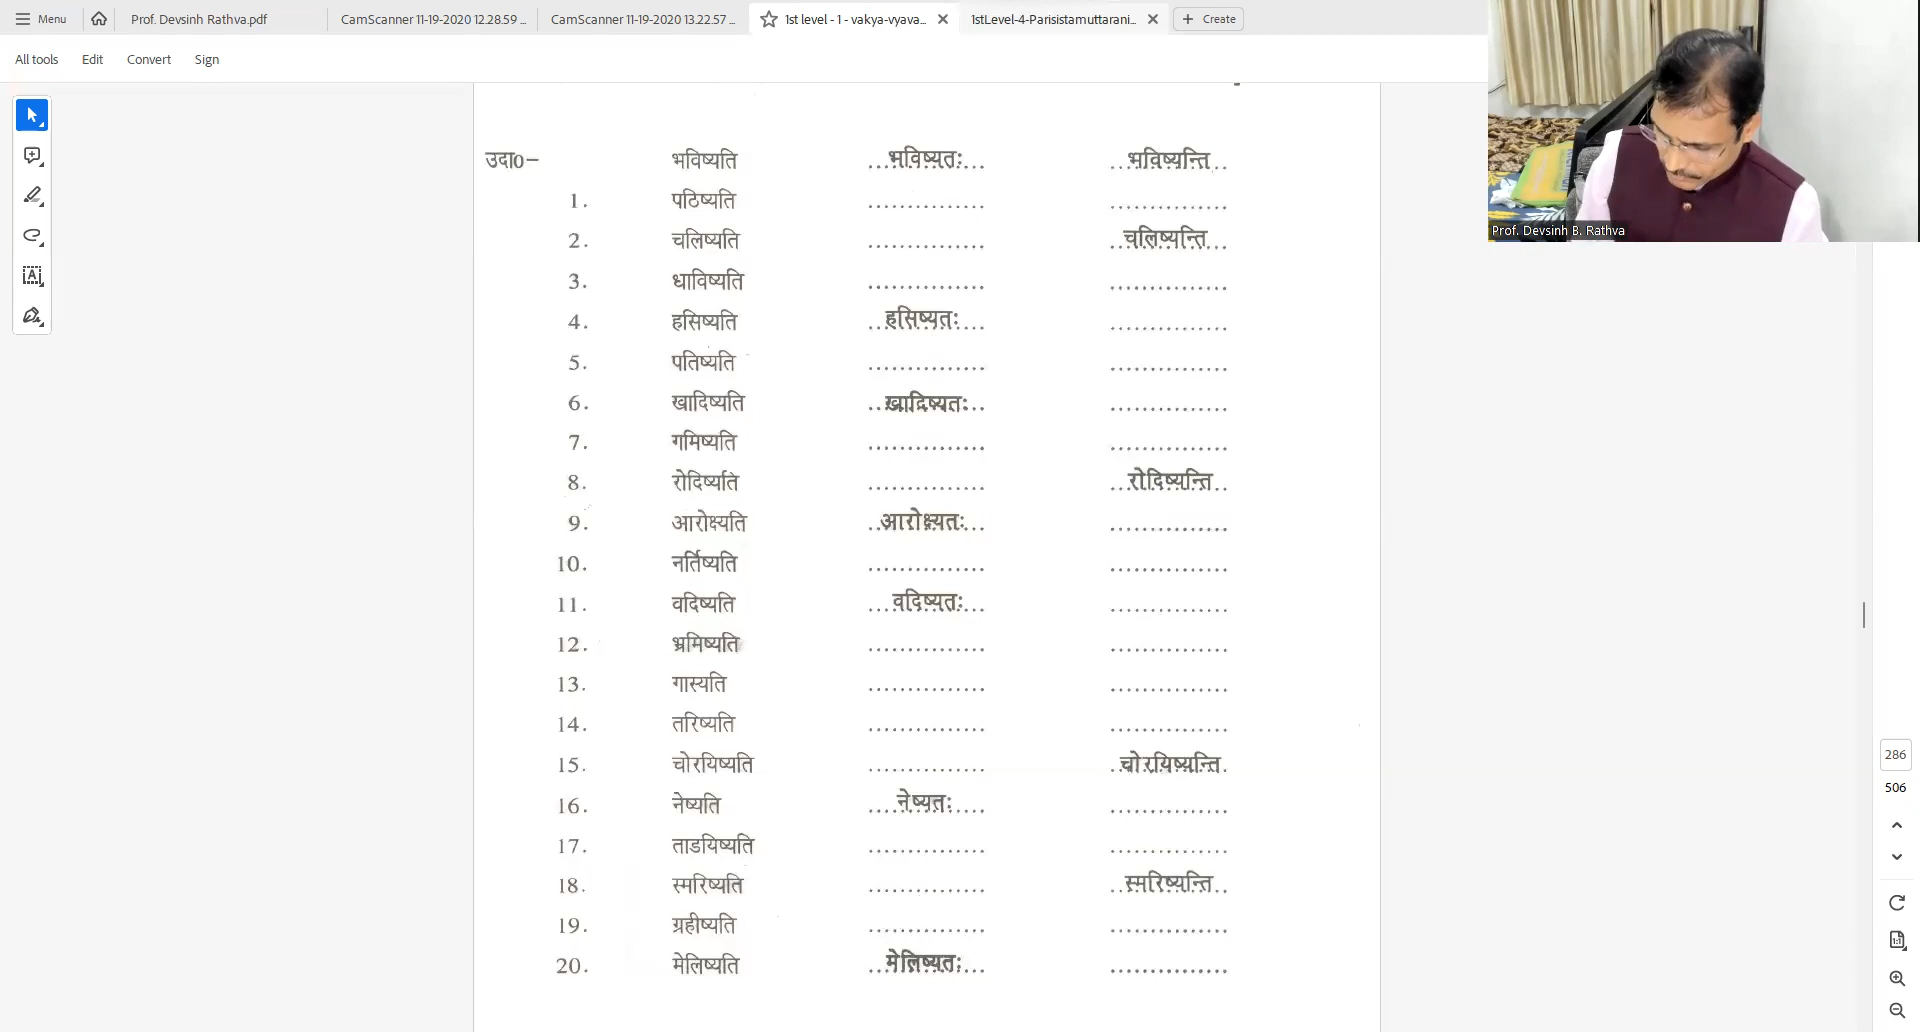 Menu Prof. Devsinh Rathva.pdf CamScanner 11-19-2020 12.28.59 ... CamScanner 11-19-2020 13.22.57 ... 1st level - 1 - vakya-vyava... 1stLevel-4-Parisistamuttarani... Create
All tools Edit Convert Sign
Prof. Devsinh B. Rathva
उदा0– भविष्यति ...भविष्यतः... ...भविष्यन्ति...
1. पठिष्यति ............... ...............
2. चलिष्यति ............... ...चलिष्यन्ति...
3. धाविष्यति ............... ...............
4. हसिष्यति ...हसिष्यतः... ...............
5. पतिष्यति ............... ...............
6. खादिष्यति ...खादिष्यतः... ...............
7. गमिष्यति ............... ...............
8. रोदिष्यति ............... ...रोदिष्यन्ति...
9. आरोक्ष्यति ...आरोक्ष्यतः... ...............
10. नर्तिष्यति ............... ...............
11. वदिष्यति ...वदिष्यतः... ...............
12. भ्रमिष्यति ............... ...............
13. गास्यति ............... ...............
14. तरिष्यति ............... ...............
15. चोरयिष्यति ............... ...चोरयिष्यन्ति...
16. नेष्यति ...नेष्यतः... ...............
17. ताडयिष्यति ............... ...............
18. स्मरिष्यति ............... ...स्मरिष्यन्ति...
19. ग्रहीष्यति ............... ...............
20. मेलिष्यति ...मेलिष्यतः... ...............
286
506
1:1